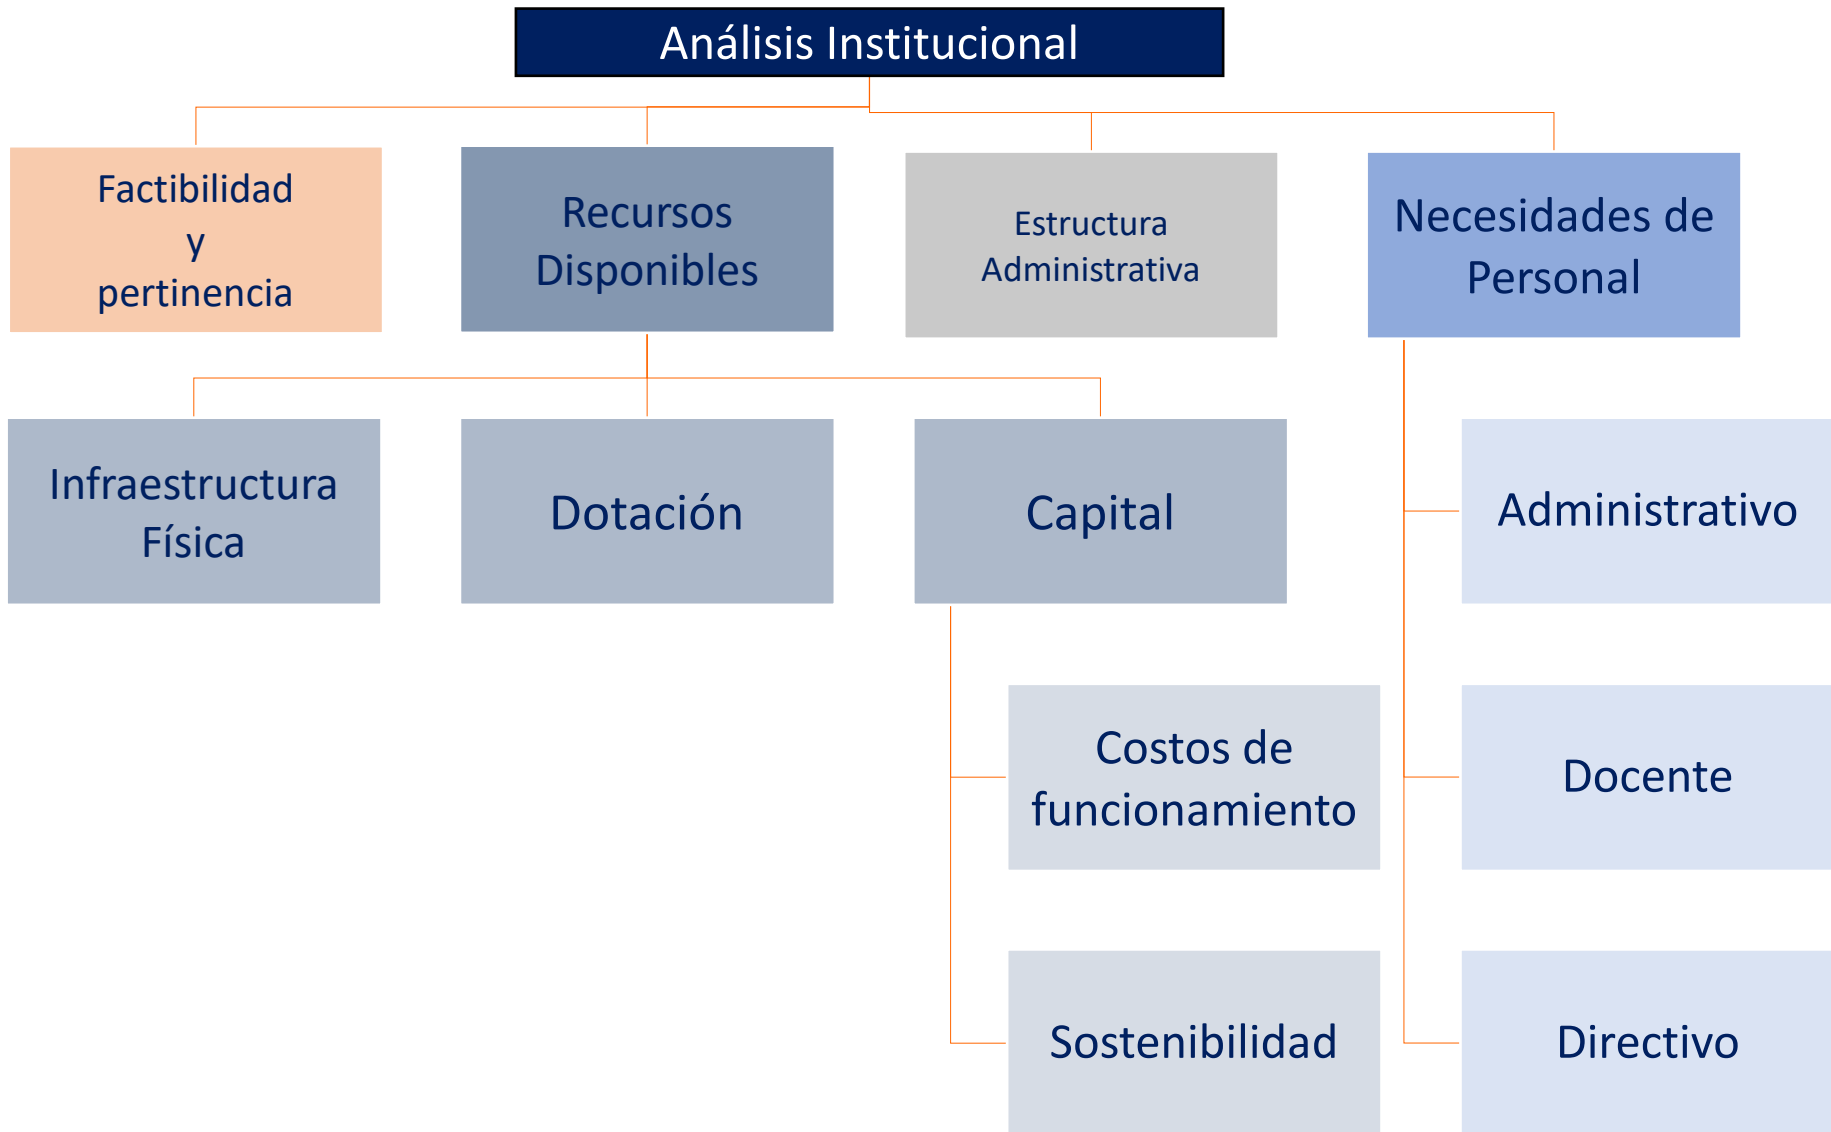 Análisis Institucional
Factibilidad
y
pertinencia
Recursos
Disponibles
Estructura
Administrativa
Necesidades de
Personal
Infraestructura
Física
Dotación
Capital
Administrativo
Costos de
funcionamiento
Docente
Sostenibilidad
Directivo